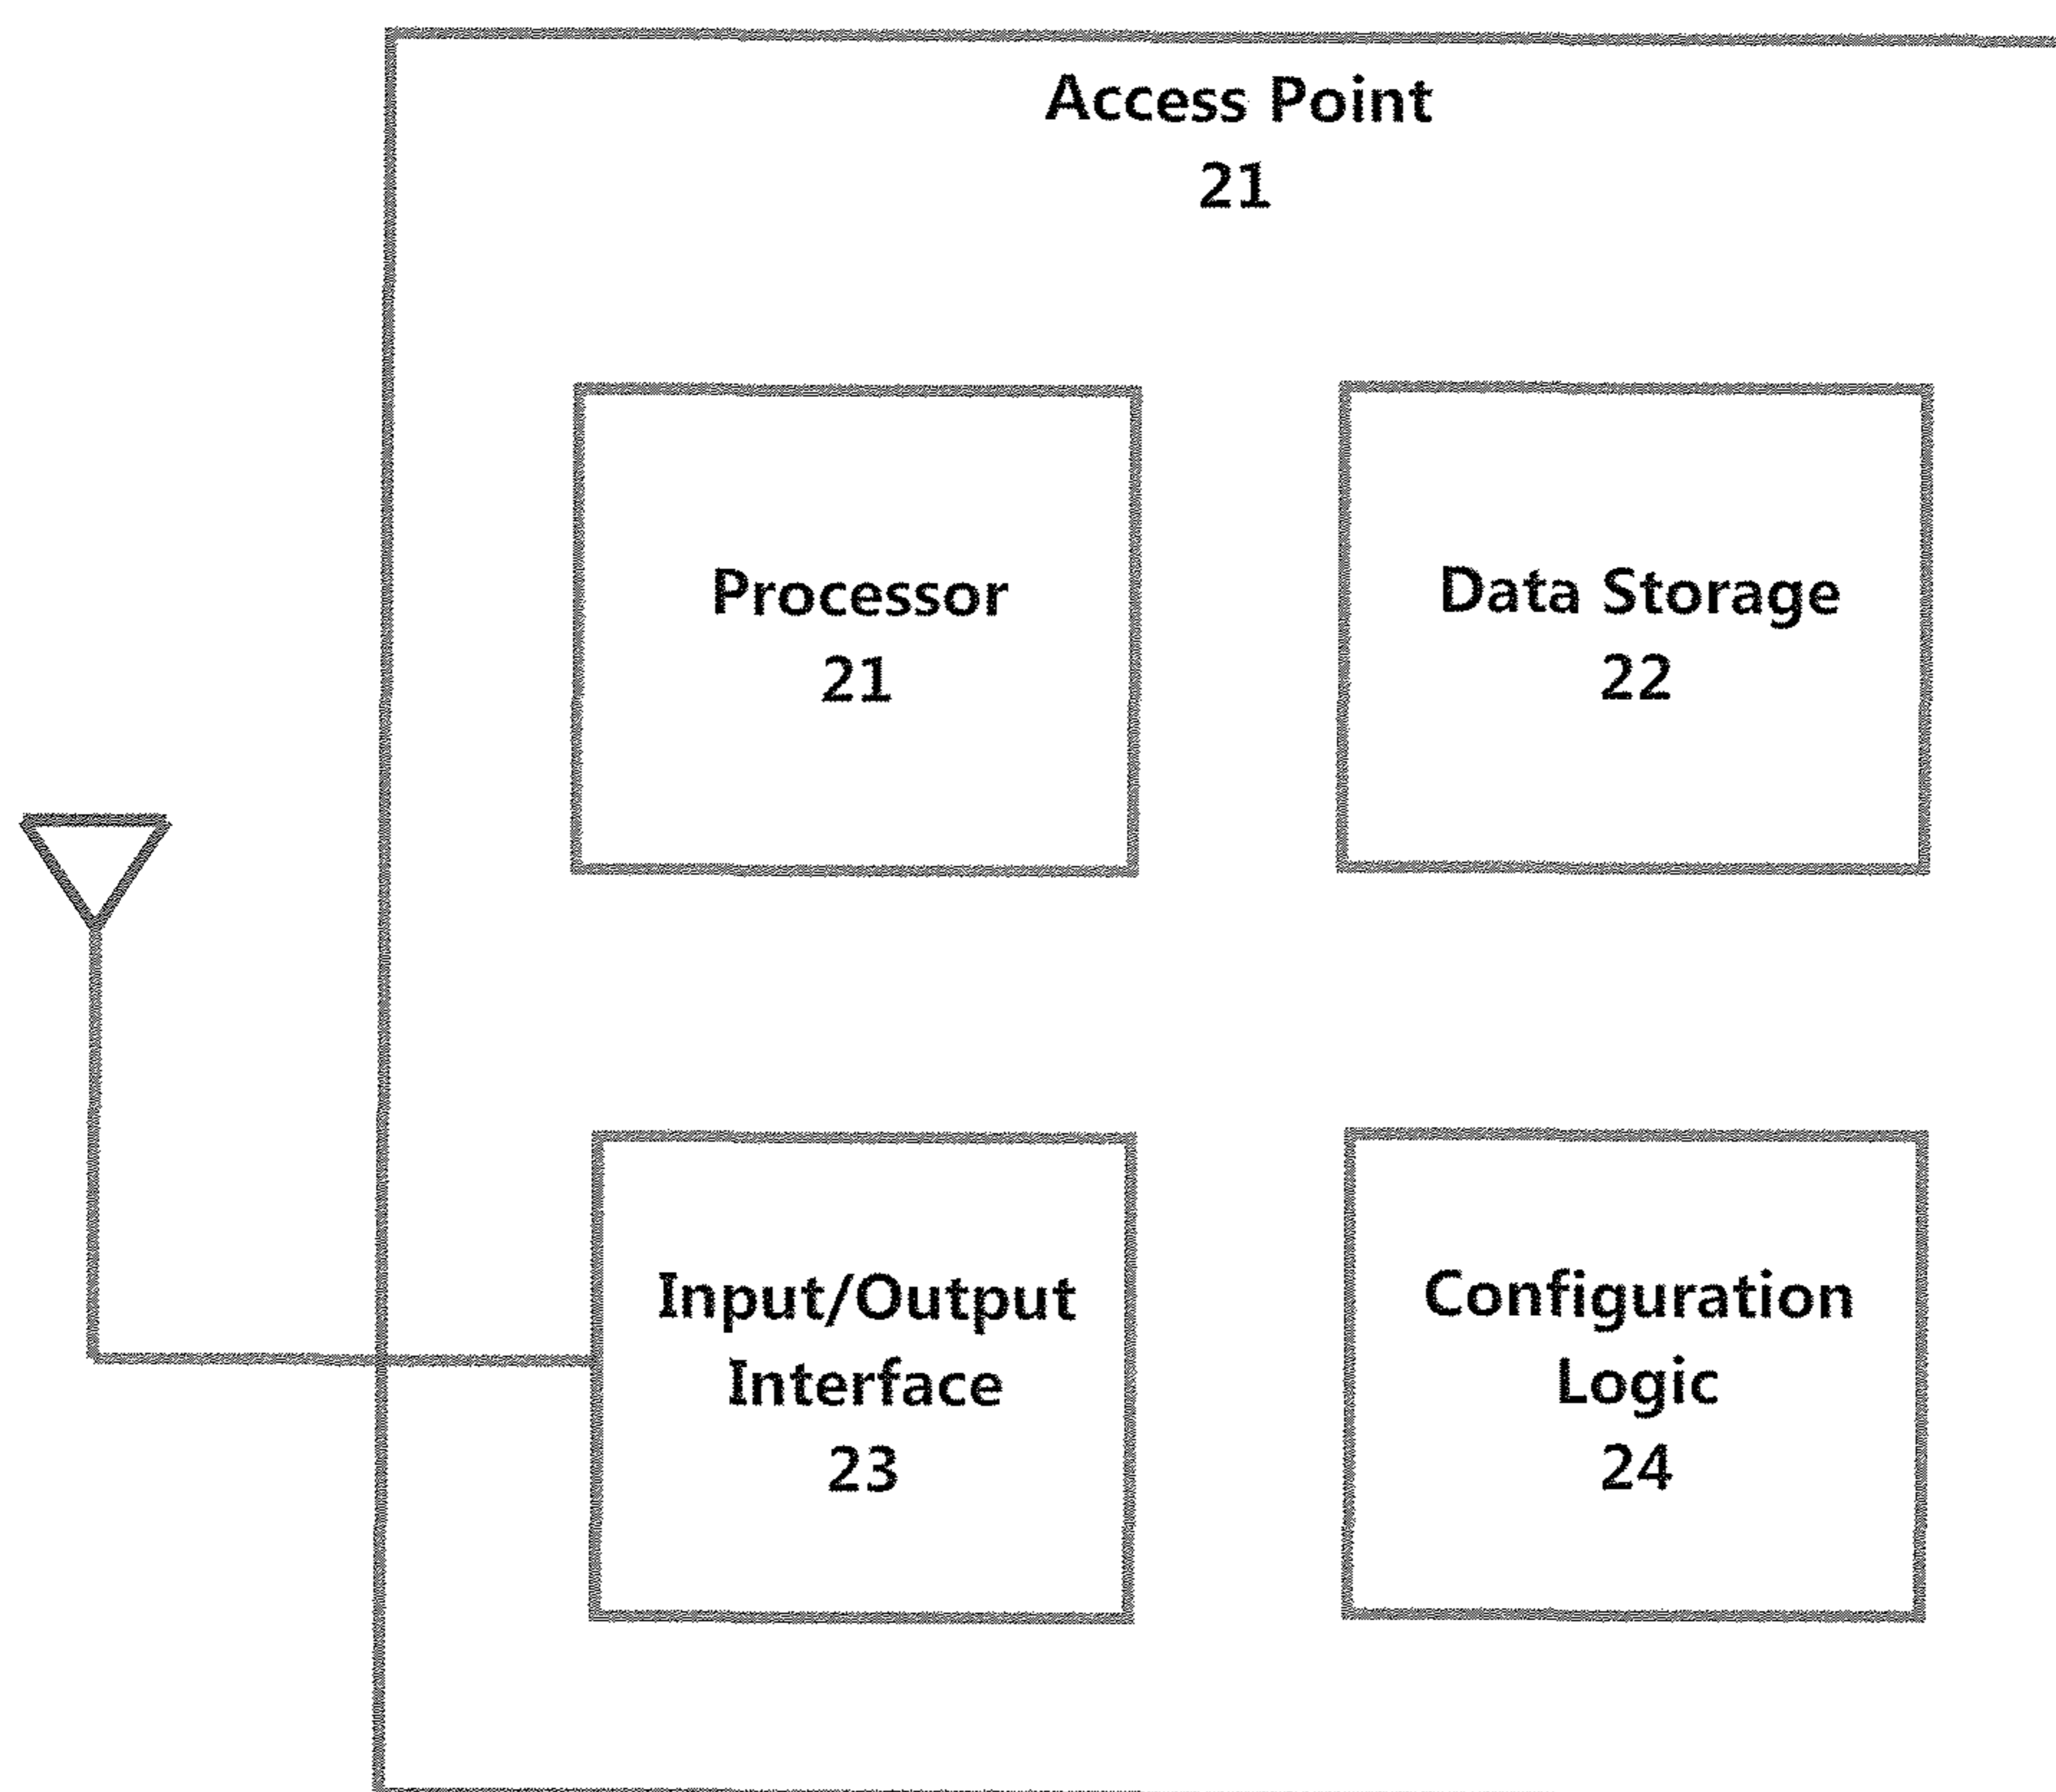 Access Point
21
Processor
21
Data Storage
22
Input/Output
Interface
23
Configuration
Logic
24